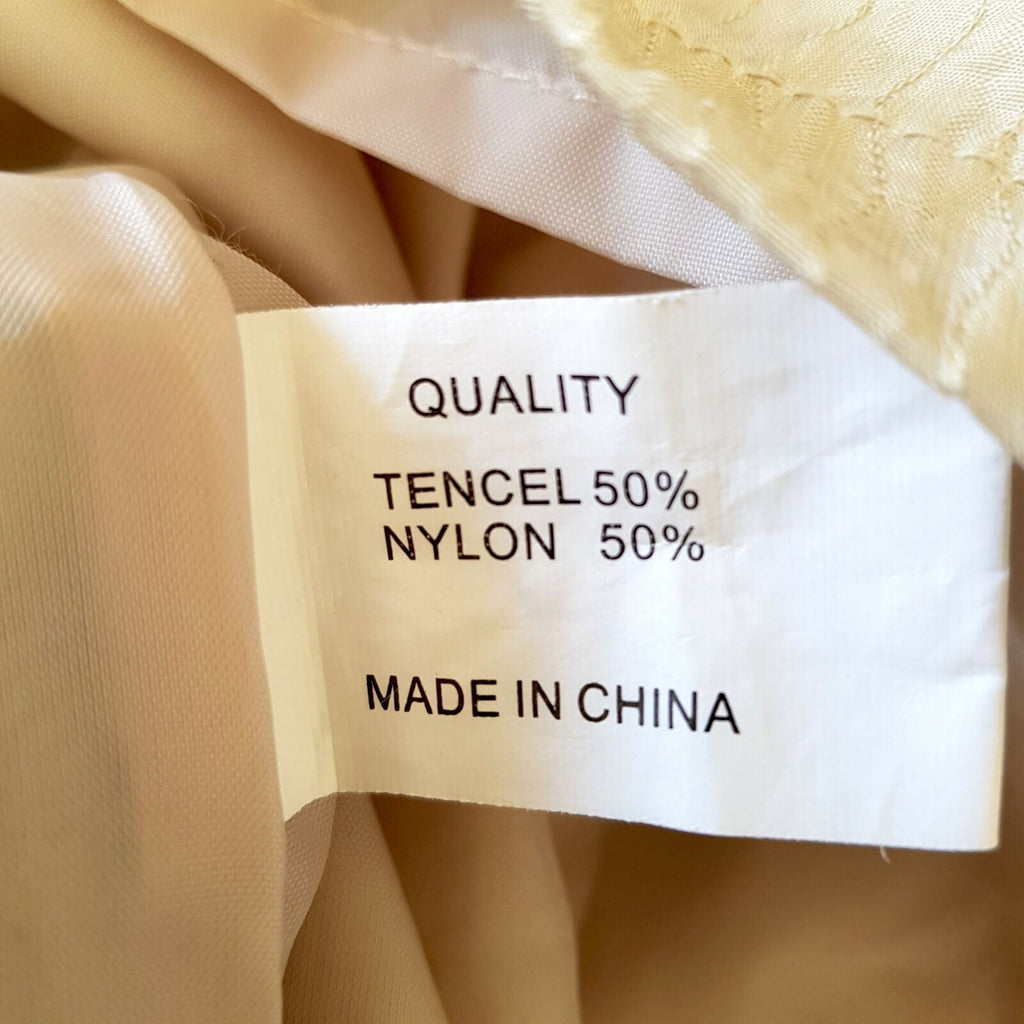 QUALITY
TENCEL 50%
NYLON 50%
MADE IN CHINA